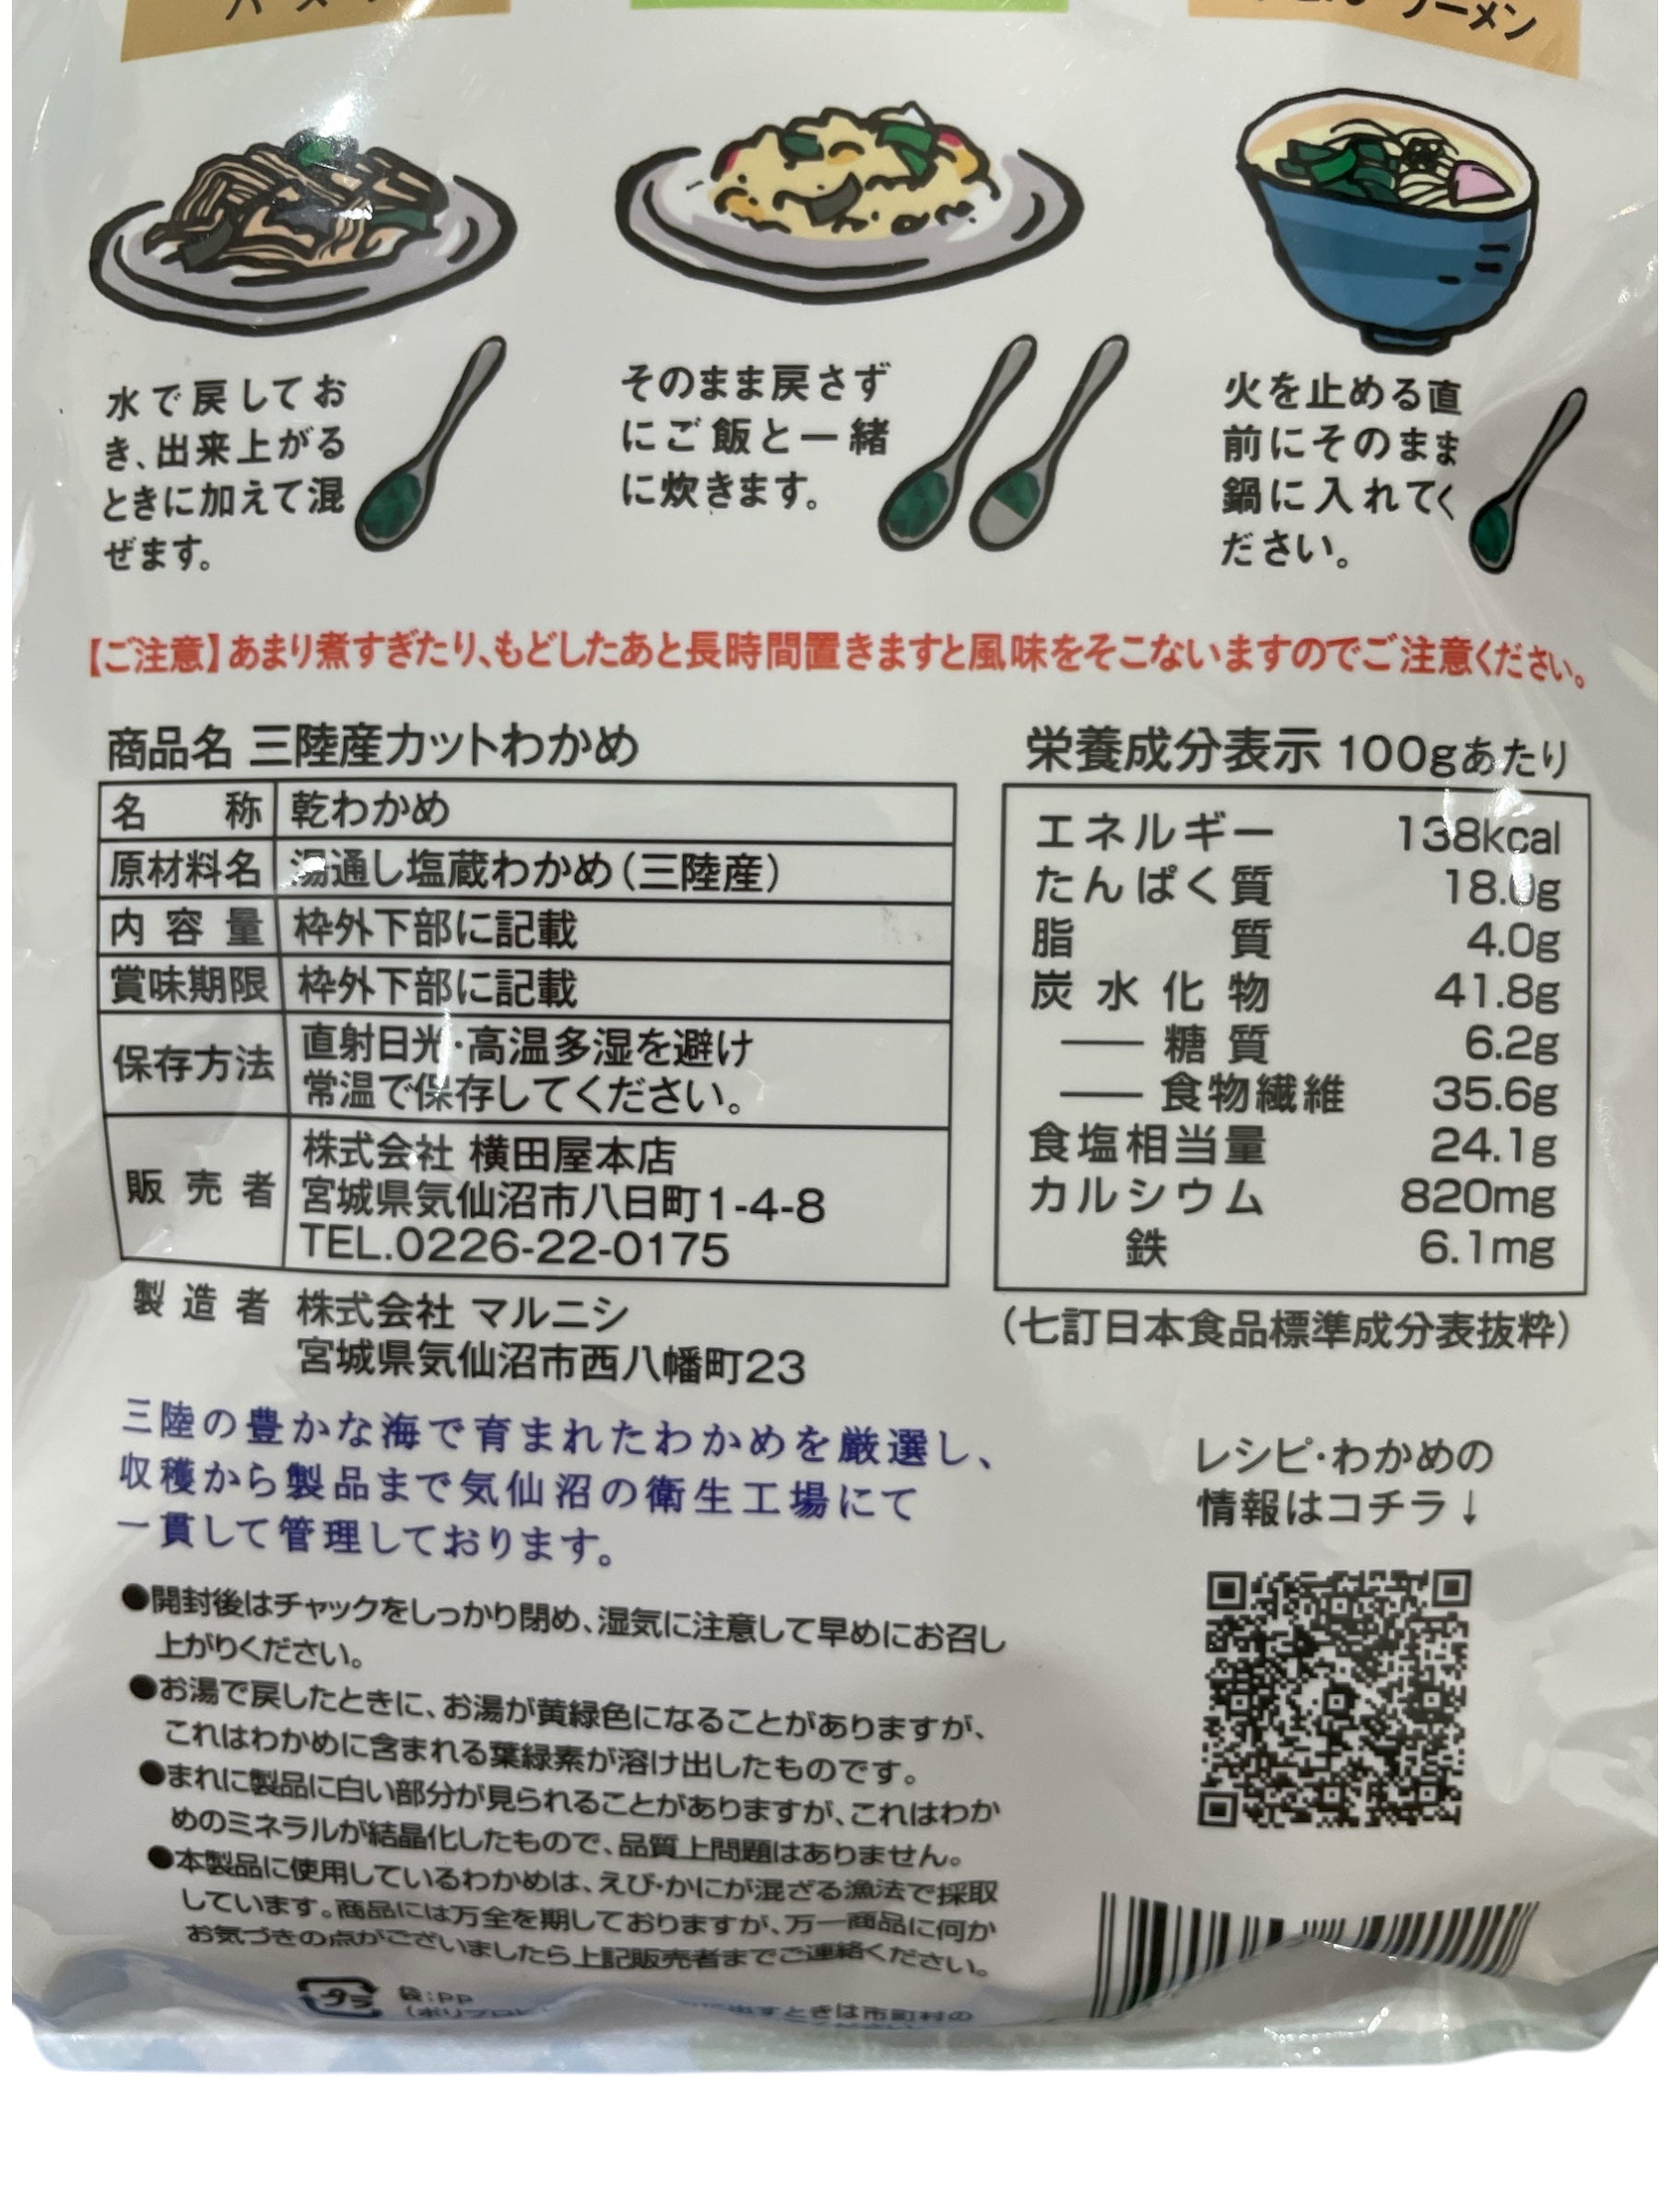 ラーメン
水で戻してお
き、出来上がる
ときに加えて混
ぜます。
そのまま戻さず
にご飯と一緒
に炊きます。
火を止める直
前にそのまま
鍋に入れてく
ださい。
【ご注意】あまり煮すぎたり、もどしたあと長時間置きますと風味をそこないますのでご注意ください。
商品名 三陸産カットわかめ
名 称 乾わかめ
原材料名 湯通し塩蔵わかめ（三陸産）
内容量 枠外下部に記載
賞味期限 枠外下部に記載
保存方法 直射日光・高温多湿を避け
常温で保存してください。
販売者 株式会社 横田屋本店
宮城県気仙沼市八日町1-4-8
TEL.0226-22-0175
製造者 株式会社 マルニシ
宮城県気仙沼市西八幡町23
栄養成分表示 100gあたり
エネルギー 138kcal
たんぱく質 18.0g
脂質 4.0g
炭水化物 41.8g
── 糖質 6.2g
── 食物繊維 35.6g
食塩相当量 24.1g
カルシウム 820mg
鉄 6.1mg
（七訂日本食品標準成分表抜粋）
三陸の豊かな海で育まれたわかめを厳選し、
収穫から製品まで気仙沼の衛生工場にて
一貫して管理しております。
レシピ・わかめの
情報はコチラ↓
●開封後はチャックをしっかり閉め、湿気に注意して早めにお召し
上がりください。
●お湯で戻したときに、お湯が黄緑色になることがありますが、
これはわかめに含まれる葉緑素が溶け出したものです。
●まれに製品に白い部分が見られることがありますが、これはわか
めのミネラルが結晶化したもので、品質上問題はありません。
●本製品に使用しているわかめは、えび・かにが混ざる漁法で採取
しています。商品には万全を期しておりますが、万一商品に何か
お気づきの点がございましたら上記販売者までご連絡ください。
プラ
袋:PP
出すときは市町村の